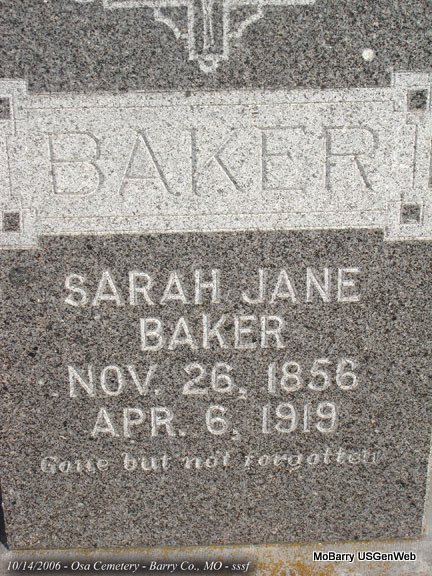 BAKER
SARAH JANE
BAKER
NOV. 26, 1856
APR. 6, 1919
Gone but not forgotten
10/14/2006 - Osa Cemetery - Barry Co., MO - sssf
MoBarry USGenWeb